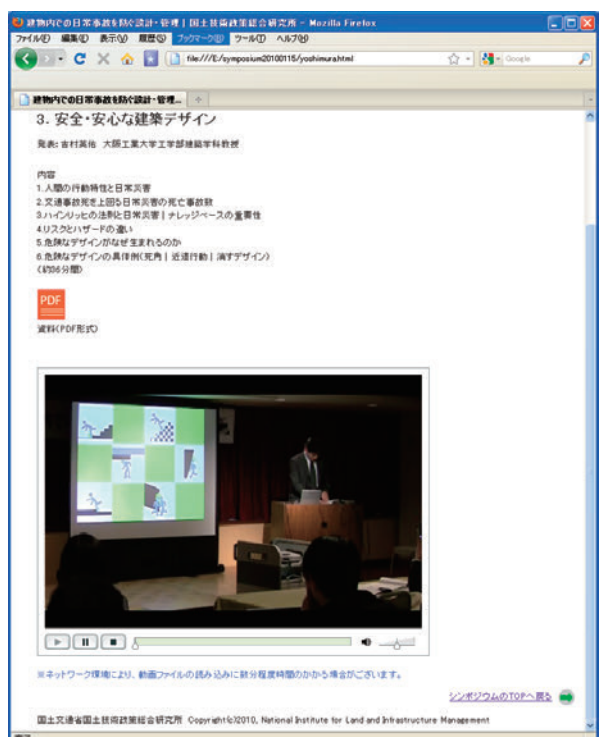 建物内での日常事故を防ぐ設計・管理 | 国土技術政策総合研究所 - Mozilla Firefox
ファイル(F) 編集(E) 表示(V) 履歴(S) ブックマーク(B) ツール(T) ヘルプ(H)
file:///E:/symposium20100115/yoshimura.html
Google
建物内での日常事故を防ぐ設計・管理...
3. 安全・安心な建築デザイン
発表: 吉村英祐 大阪工業大学工学部建築学科教授
内容
1.人間の行動特性と日常災害
2.交通事故死を上回る日常災害の死亡事故数
3.ハインリッヒの法則と日常災害 | ナレッジベースの重要性
4.リスクとハザードの違い
5.危険なデザインがなぜ生まれるのか
6.危険なデザインの具体例(死角 | 近道行動 | 消すデザイン)
(約36分間)
PDF
資料(PDF形式)
※ネットワーク環境により、動画ファイルの読み込みに数分程度時間のかかる場合がございます。
シンポジウムのTOPへ戻る
国土交通省国土技術政策総合研究所 Copyright(c)2010, National Institute for Land and Infrastructure Management